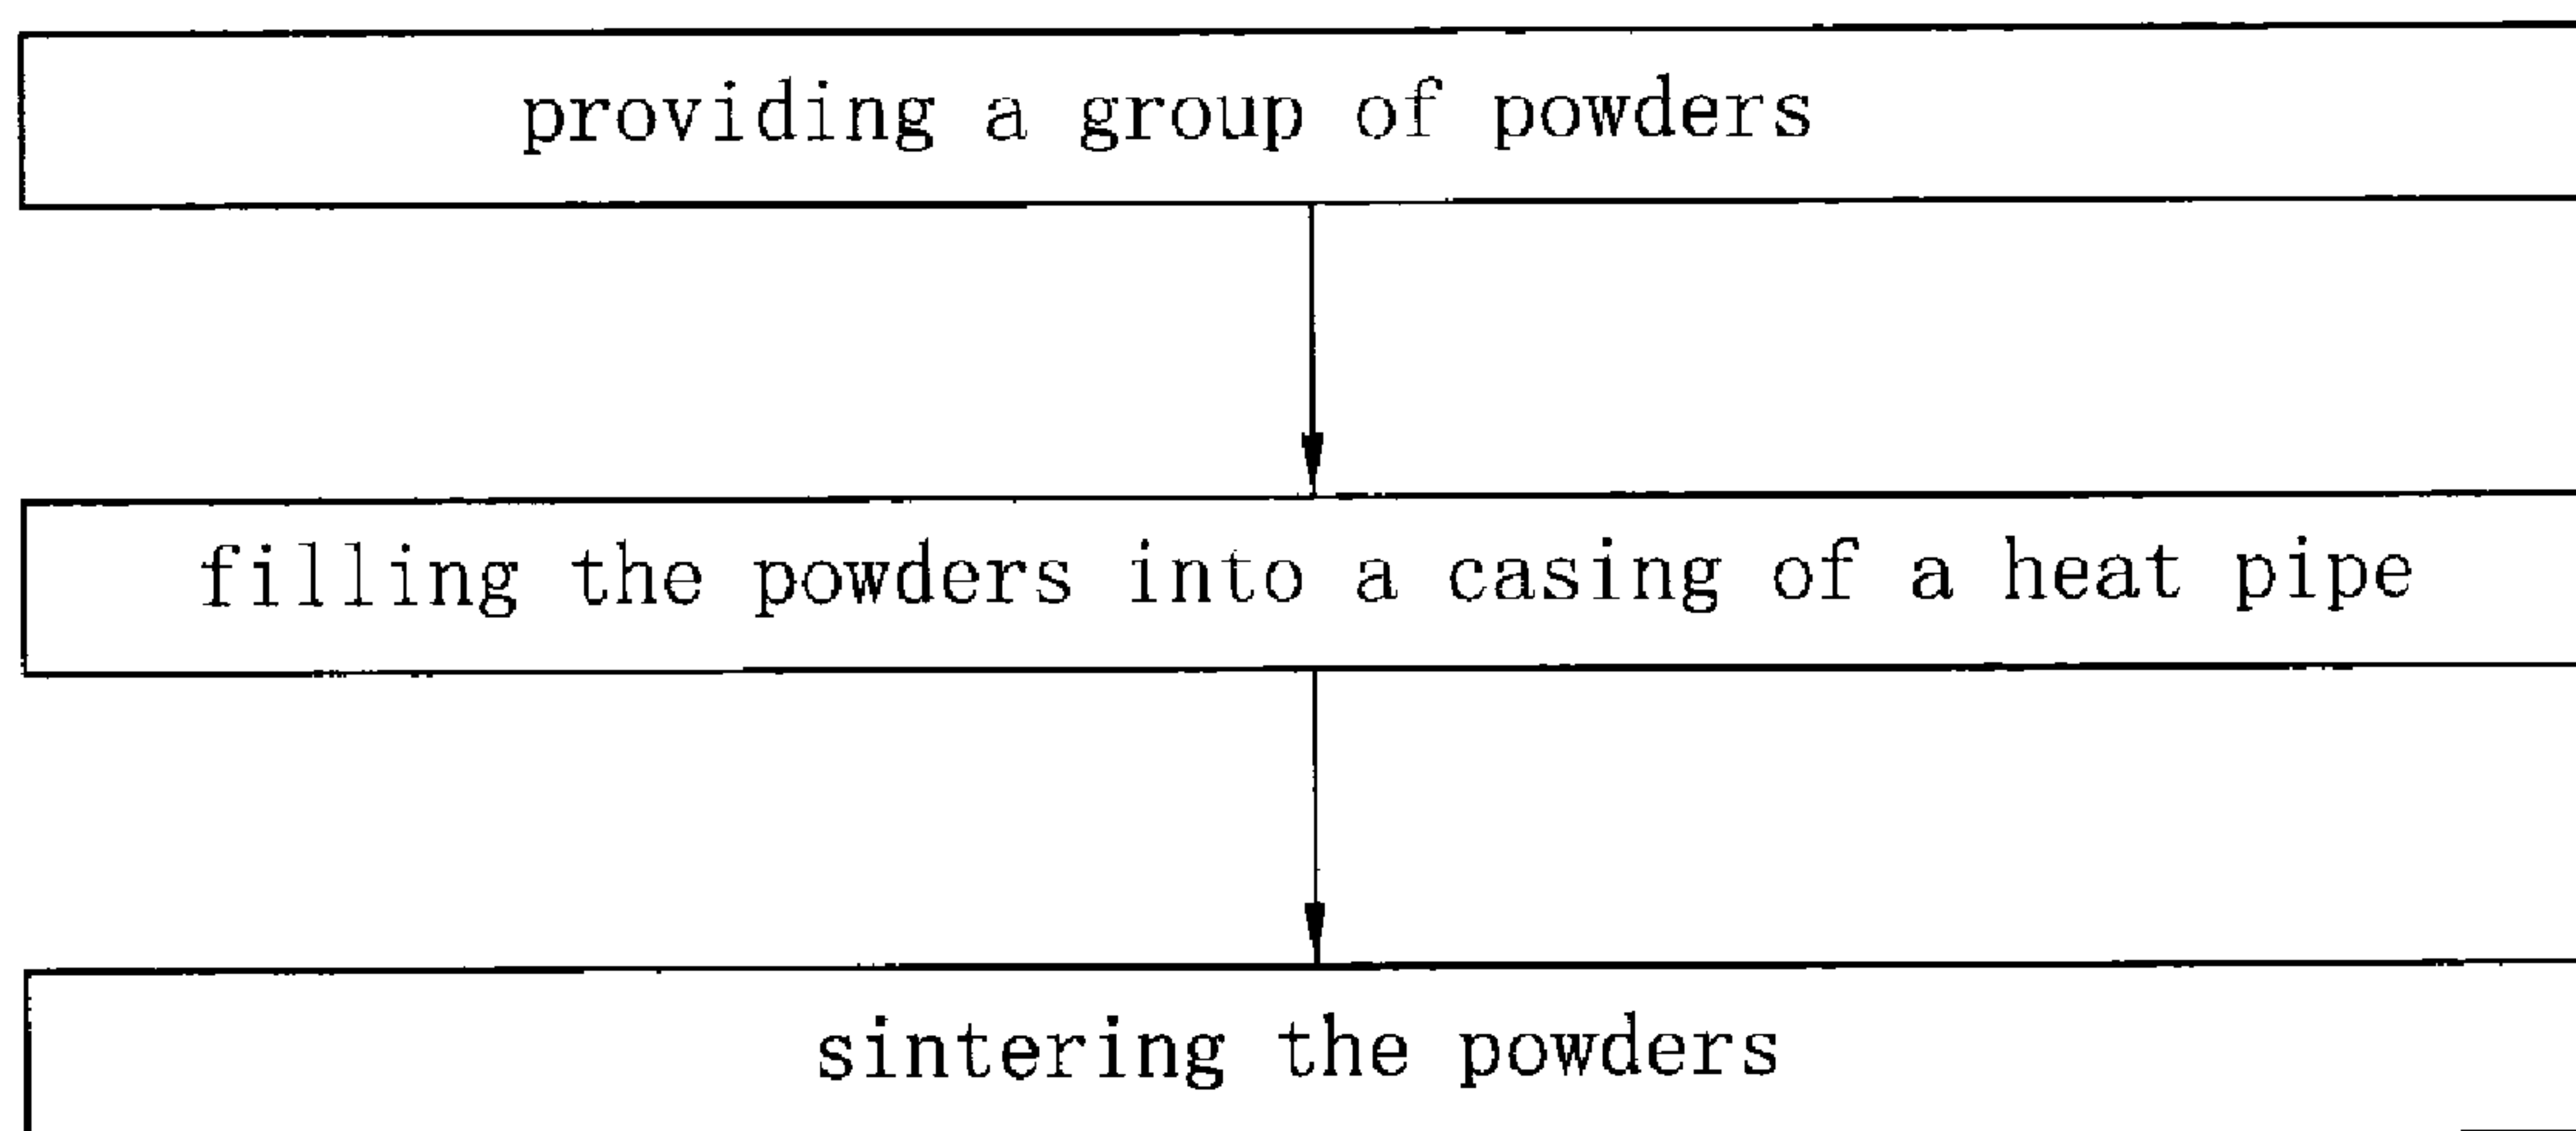 providing a group of powders
filling the powders into a casing of a heat pipe
sintering the powders